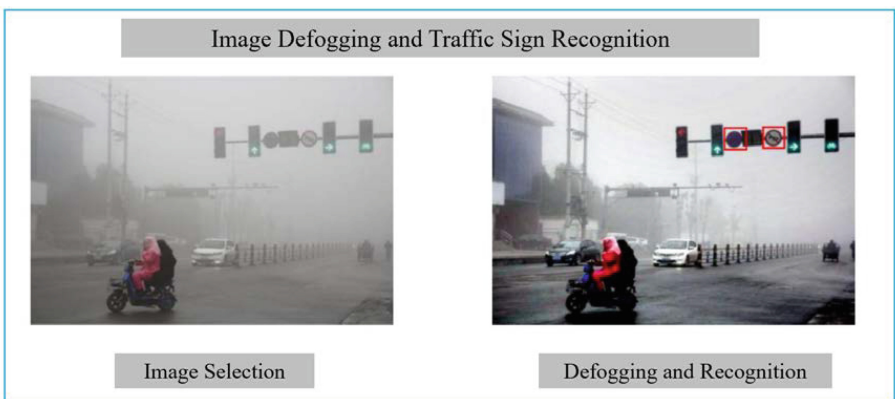 Image Defogging and Traffic Sign Recognition
Image Selection
Defogging and Recognition